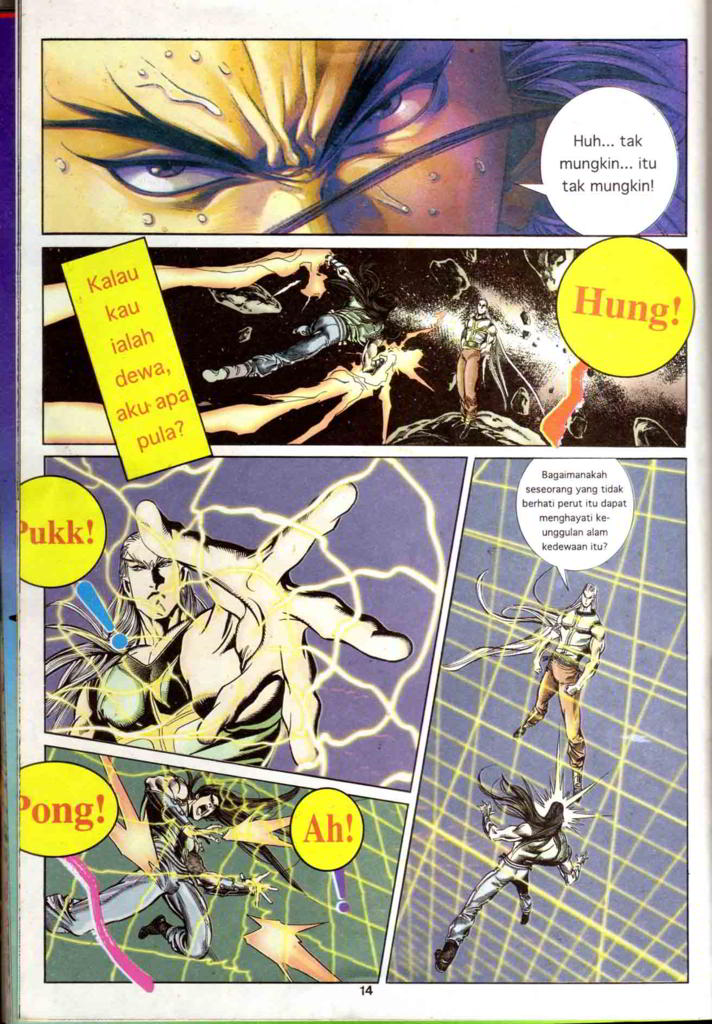 Huh... tak
mungkin... itu
tak mungkin!
Kalau
kau
ialah
dewa,
aku apa
pula?
Hung!
Pukk!
Bagaimanakah
seseorang yang tidak
berhati perut itu dapat
menghayati ke-
unggulan alam
kedewaan itu?
Pong!
Ah!
14